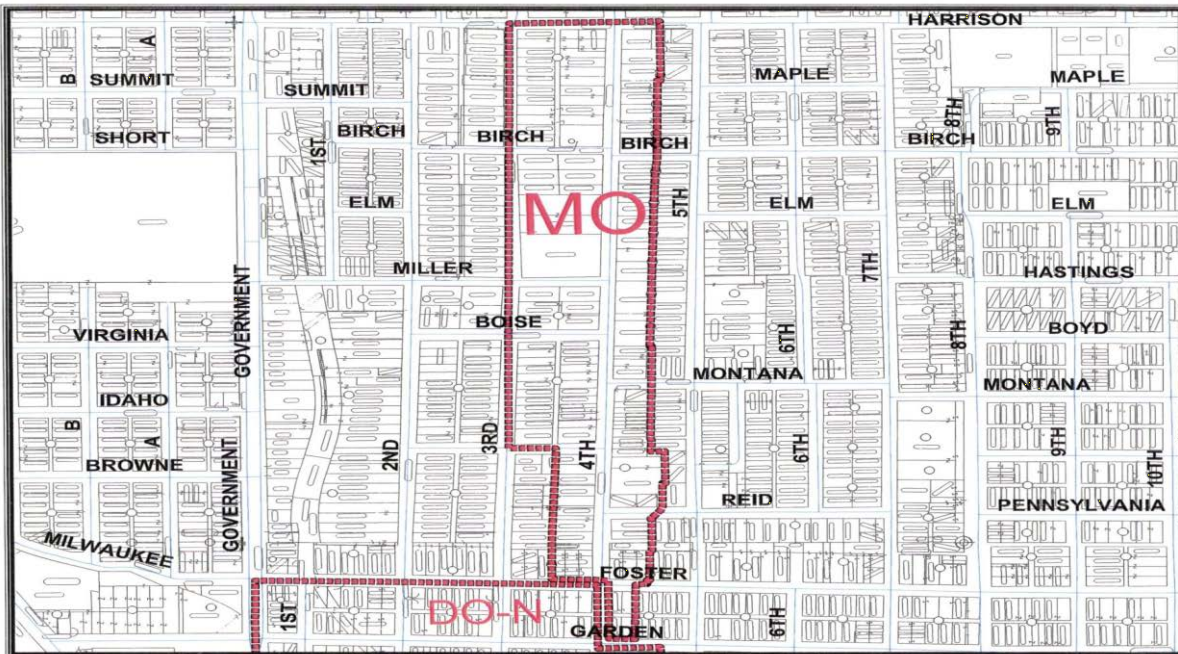 HARRISON
A
B
SUMMIT
SUMMIT
MAPLE
MAPLE
SHORT
1ST
BIRCH
BIRCH
BIRCH
BIRCH
8TH
9TH
ELM
MO
5TH
ELM
ELM
MILLER
GOVERNMENT
7TH
HASTINGS
VIRGINIA
BOISE
6TH
8TH
BOYD
MONTANA
MONTANA
IDAHO
B
A
GOVERNMENT
2ND
3RD
4TH
6TH
9TH
10TH
BROWNE
REID
PENNSYLVANIA
MILWAUKEE
FOSTER
1ST
DO-N
GARDEN
6TH